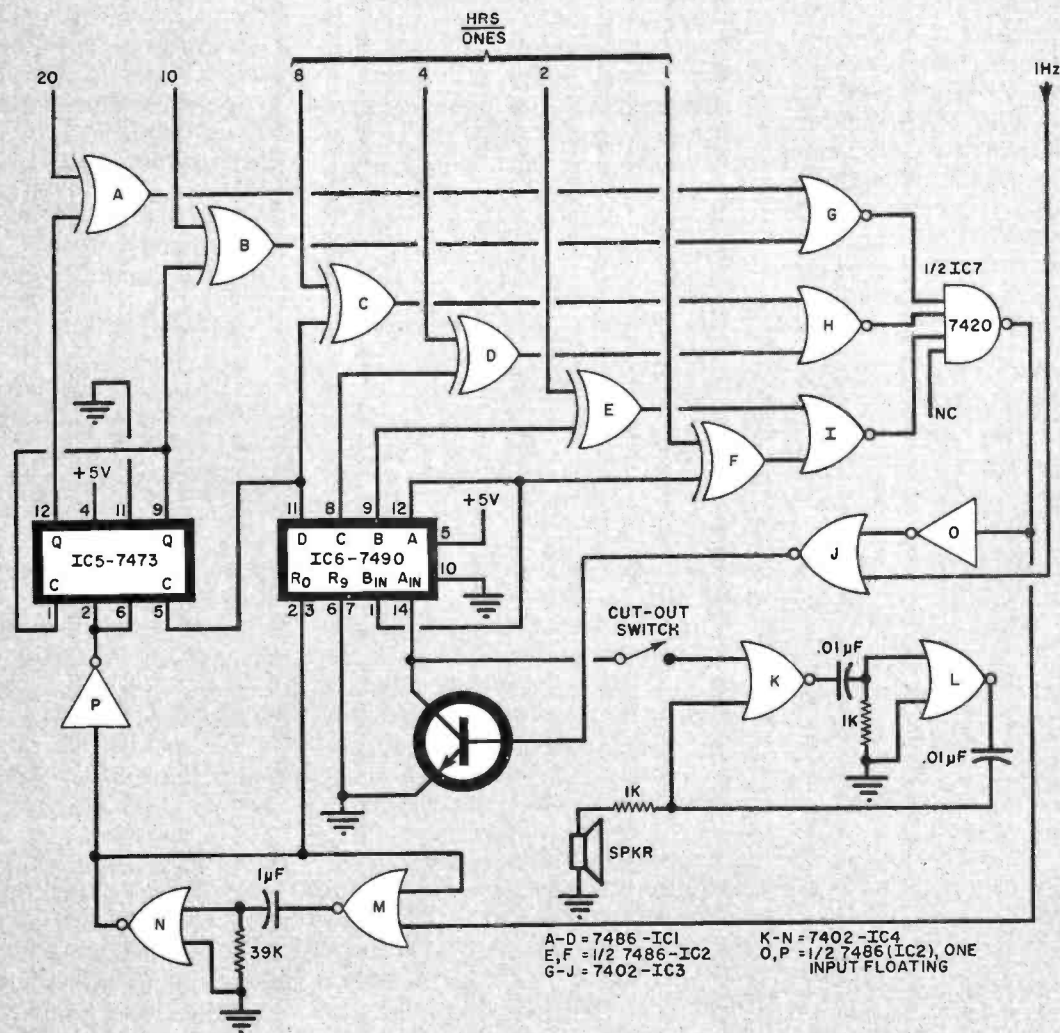 HRS
ONES
20 10 8 4 2 1 1Hz
A
B
C
D
E
F
G
H
I
1/2 IC7
7420
NC
+5V
12 4 11 9
Q Q
IC5-7473
C C
1 2 6 5
11 8 9 12
D C B A
IC6-7490
R0 R9 BIN AIN
2 3 6 7 1 14
+5V
5
10
J
O
CUT-OUT
SWITCH
K
.01µF
1K
L
.01µF
1K
SPKR
P
N
1µF
39K
M
A-D=7486-IC1
E,F=1/2 7486-IC2
G-J=7402-IC3
K-N=7402-IC4
O,P=1/2 7486(IC2), ONE
INPUT FLOATING